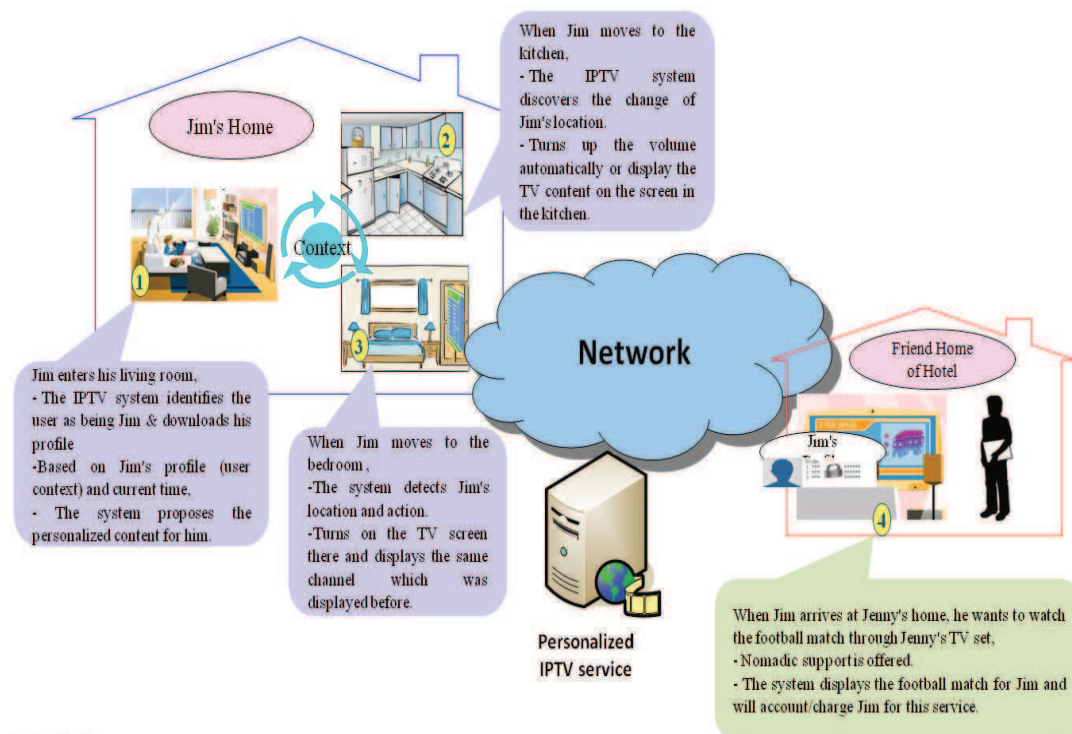 When Jim moves to the
kitchen,
- The IPTV system
discovers the change of
Jim's location.
- Turns up the volume
automatically or display the
TV content on the screen in
the kitchen.
Jim's Home
2
Context
1
3
Network
Friend Home
of Hotel
Jim's
Profile
4
Jim enters his living room,
- The IPTV system identifies the
user as being Jim & downloads his
profile
-Based on Jim's profile (user
context) and current time,
- The system proposes the
personalized content for him.
When Jim moves to the
bedroom ,
-The system detects Jim's
location and action.
- Turns on the TV screen
there and displays the same
channel which was
displayed before.
Personalized
IPTV service
When Jim arrives at Jenny's home, he wants to watch
the football match through Jenny's TV set,
- Nomadic support is offered.
- The system displays the football match for Jim and
will account/charge Jim for this service.